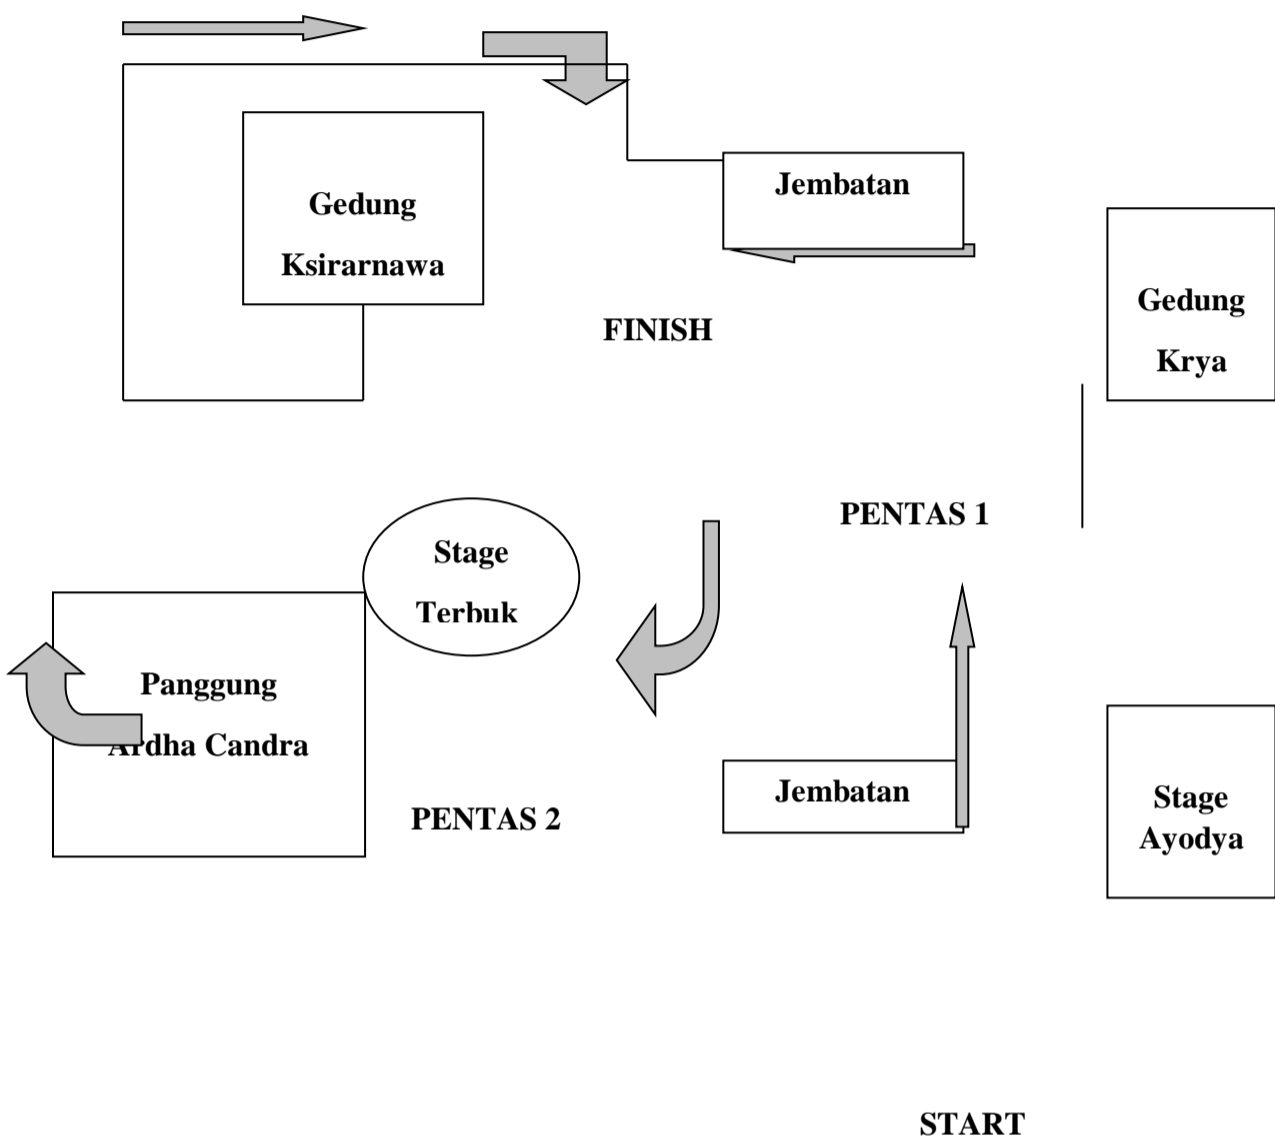 Jembatan
Gedung
Ksirarnawa
Gedung
Krya
FINISH
PENTAS 1
Stage
Terbuk
Panggung
Ardha Candra
PENTAS 2
Jembatan
Stage
Ayodya
START